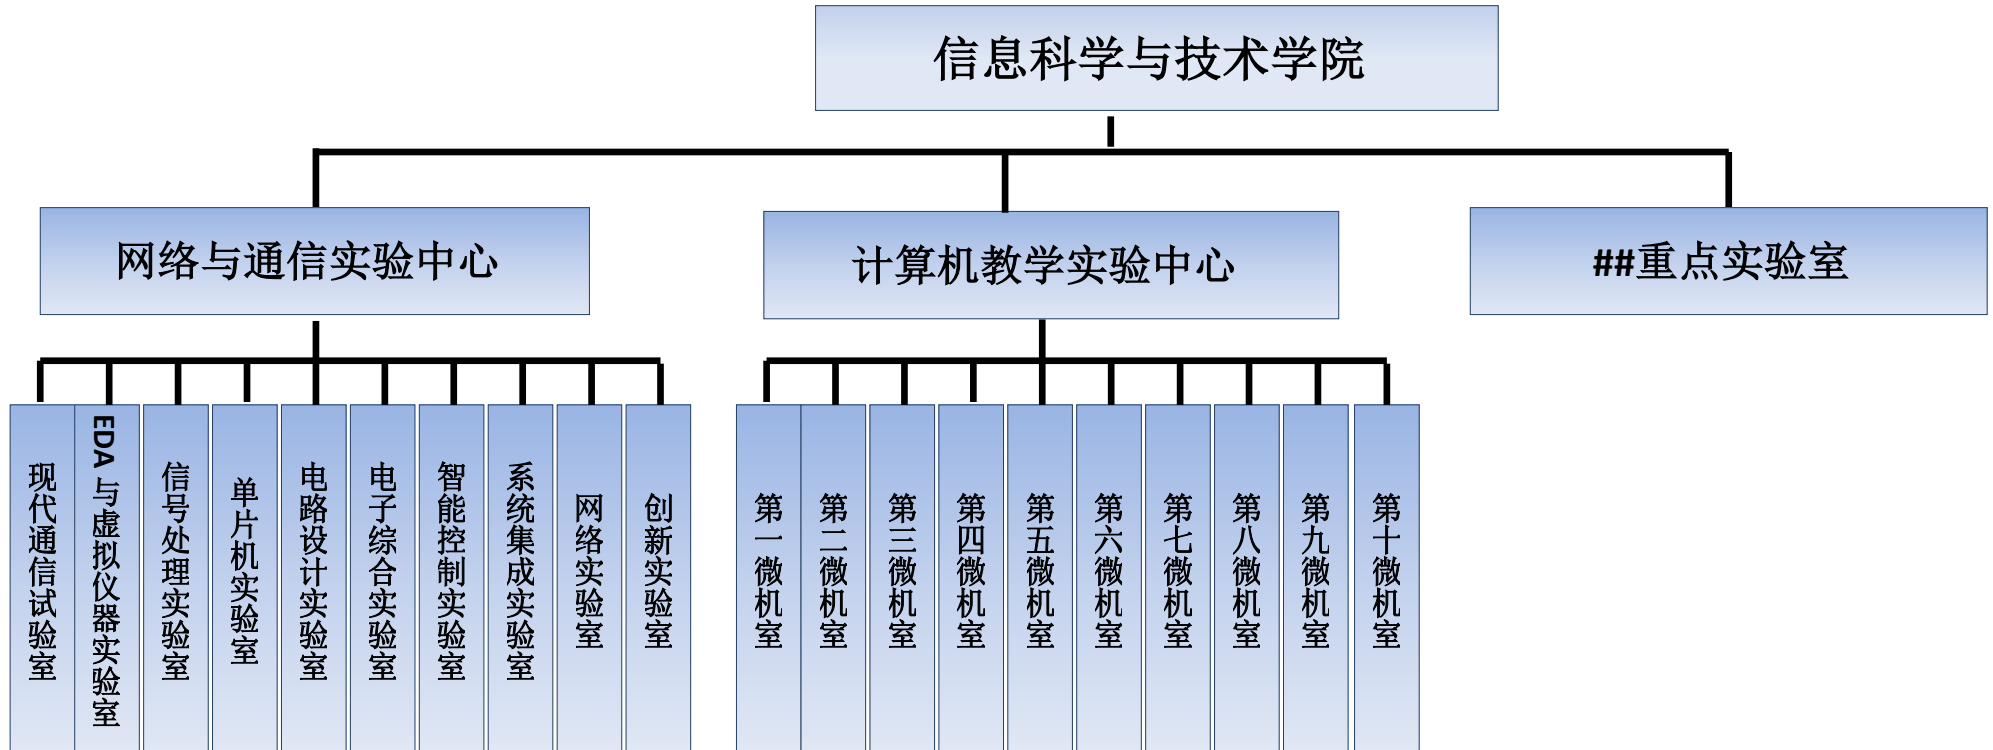 信息科学与技术学院
网络与通信实验中心
计算机教学实验中心
##重点实验室
现代通信试验室
EDA 与虚拟仪器实验室
信号处理实验室
单片机实验室
电路设计实验室
电子综合实验室
智能控制实验室
系统集成实验室
网络实验室
创新实验室
第一微机室
第二微机室
第三微机室
第四微机室
第五微机室
第六微机室
第七微机室
第八微机室
第九微机室
第十微机室